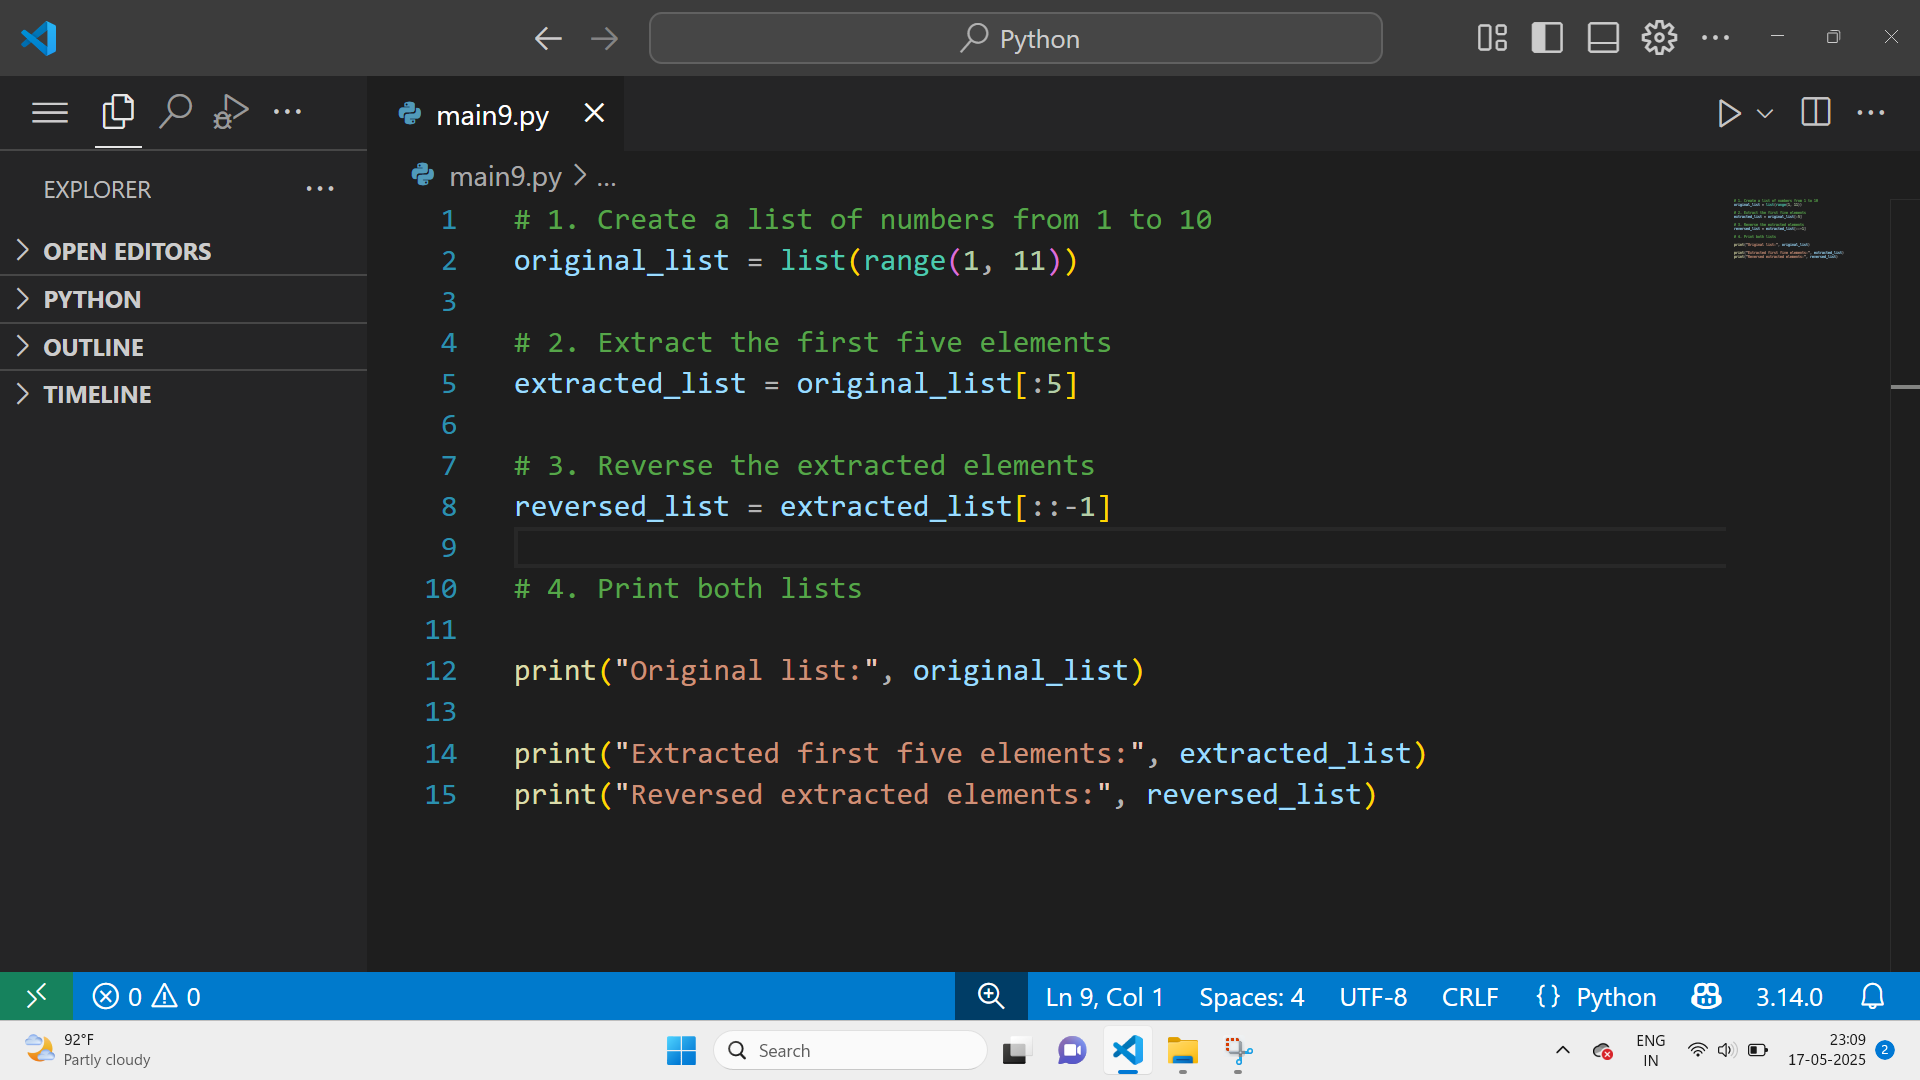 Python
main9.py
EXPLORER
main9.py > ...
OPEN EDITORS
PYTHON
OUTLINE
TIMELINE
1 # 1. Create a list of numbers from 1 to 10
2 original_list = list(range(1, 11))
3
4 # 2. Extract the first five elements
5 extracted_list = original_list[:5]
6
7 # 3. Reverse the extracted elements
8 reversed_list = extracted_list[::-1]
9
10 # 4. Print both lists
11
12 print("Original list:", original_list)
13
14 print("Extracted first five elements:", extracted_list)
15 print("Reversed extracted elements:", reversed_list)
0 0 Ln 9, Col 1 Spaces: 4 UTF-8 CRLF {} Python 3.14.0
92°F
Partly cloudy
Search
ENG
IN
23:09
17-05-2025
2